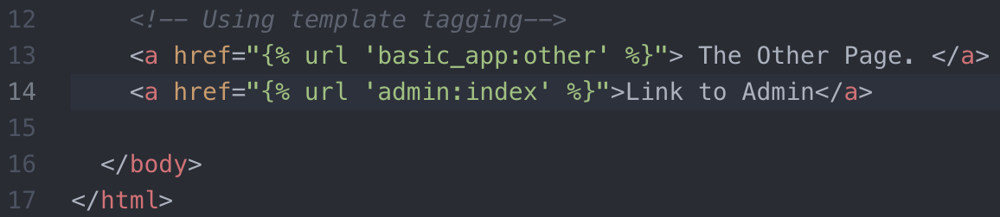 12 <!-- Using template tagging-->
13 <a href="{% url 'basic_app:other' %}"> The Other Page. </a>
14 <a href="{% url 'admin:index' %}">Link to Admin</a>
15
16 </body>
17 </html>